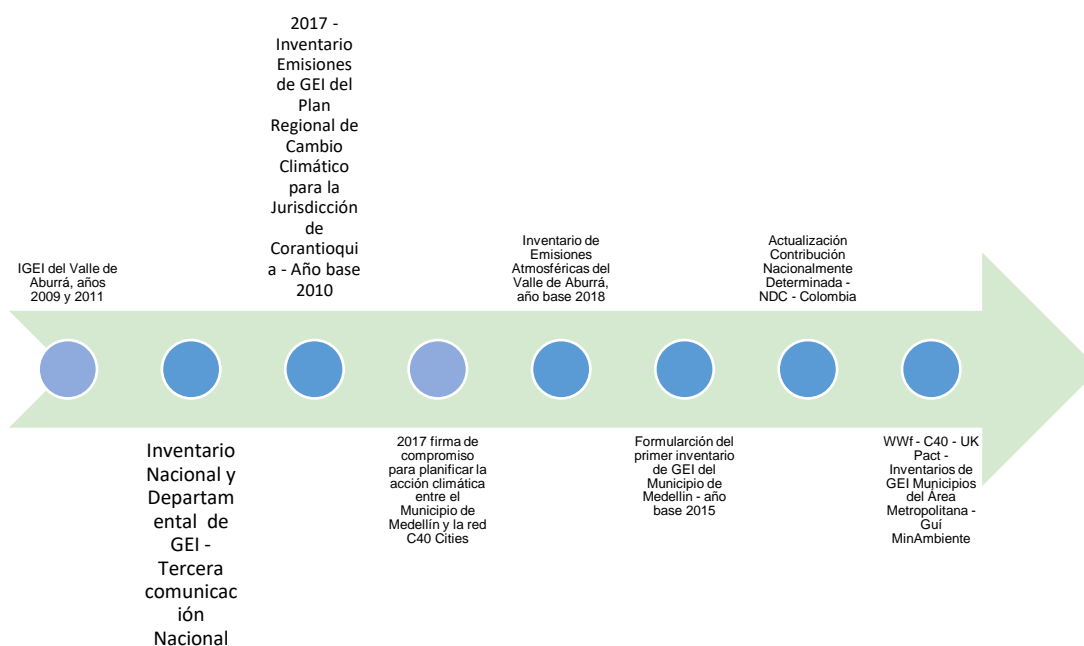 IGEI del Valle de
Aburrá, años
2009 y 2011
Inventario
Nacional y
Departam
ental de
GEI -
Tercera
comunicac
ión
Nacional
2017 -
Inventario
Emisiones
de GEI del
Plan
Regional de
Cambio
Climático
para la
Jurisdicción
de
Corantioqui
a - Año base
2010
2017 firma de
compromiso
para planificar la
acción climática
entre el
Municipio de
Medellín y la red
C40 Cities
Inventario de
Emisiones
Atmosféricas del
Valle de Aburrá,
año base 2018
Formularción del
primer inventario
de GEI del
Municipio de
Medellin - año
base 2015
Actualización
Contribución
Nacionalmente
Determinada -
NDC - Colombia
WWf - C40 - UK
Pact -
Inventarios de
GEI Municipios
del Área
Metropolitana -
Guí
MinAmbiente